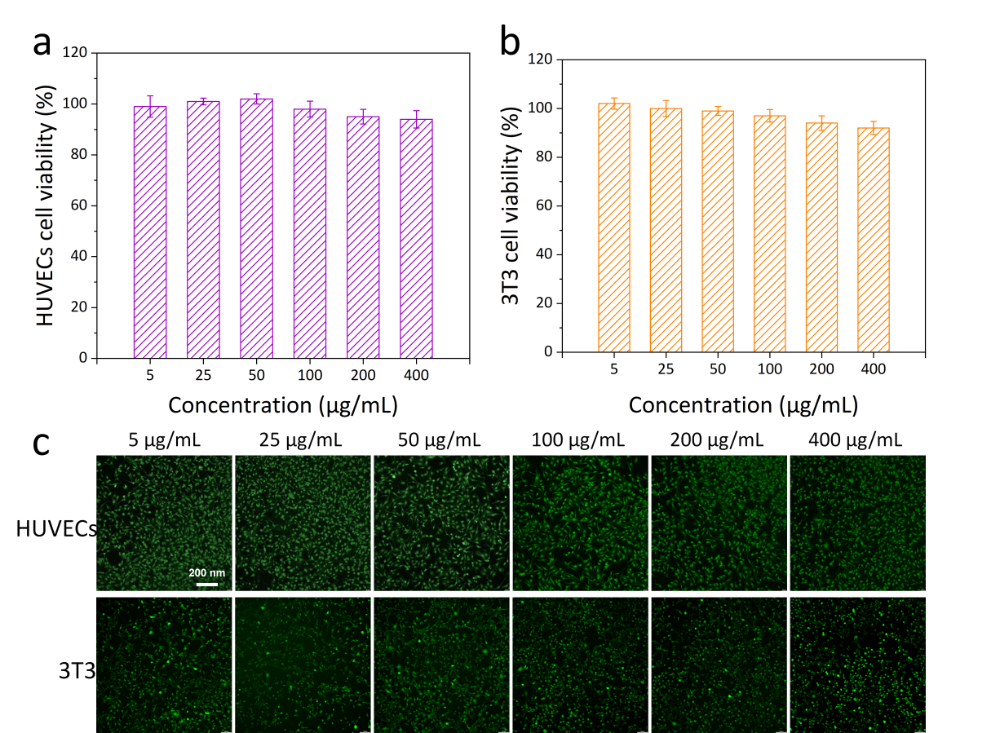 a
120
100
80
60
40
20
0
HUVECs cell viability (%)
5 25 50 100 200 400
Concentration (µg/mL)
b
120
100
80
60
40
20
0
3T3 cell viability (%)
5 25 50 100 200 400
Concentration (µg/mL)
c
5 µg/mL 25 µg/mL 50 µg/mL 100 µg/mL 200 µg/mL 400 µg/mL
HUVECs
200 nm
3T3